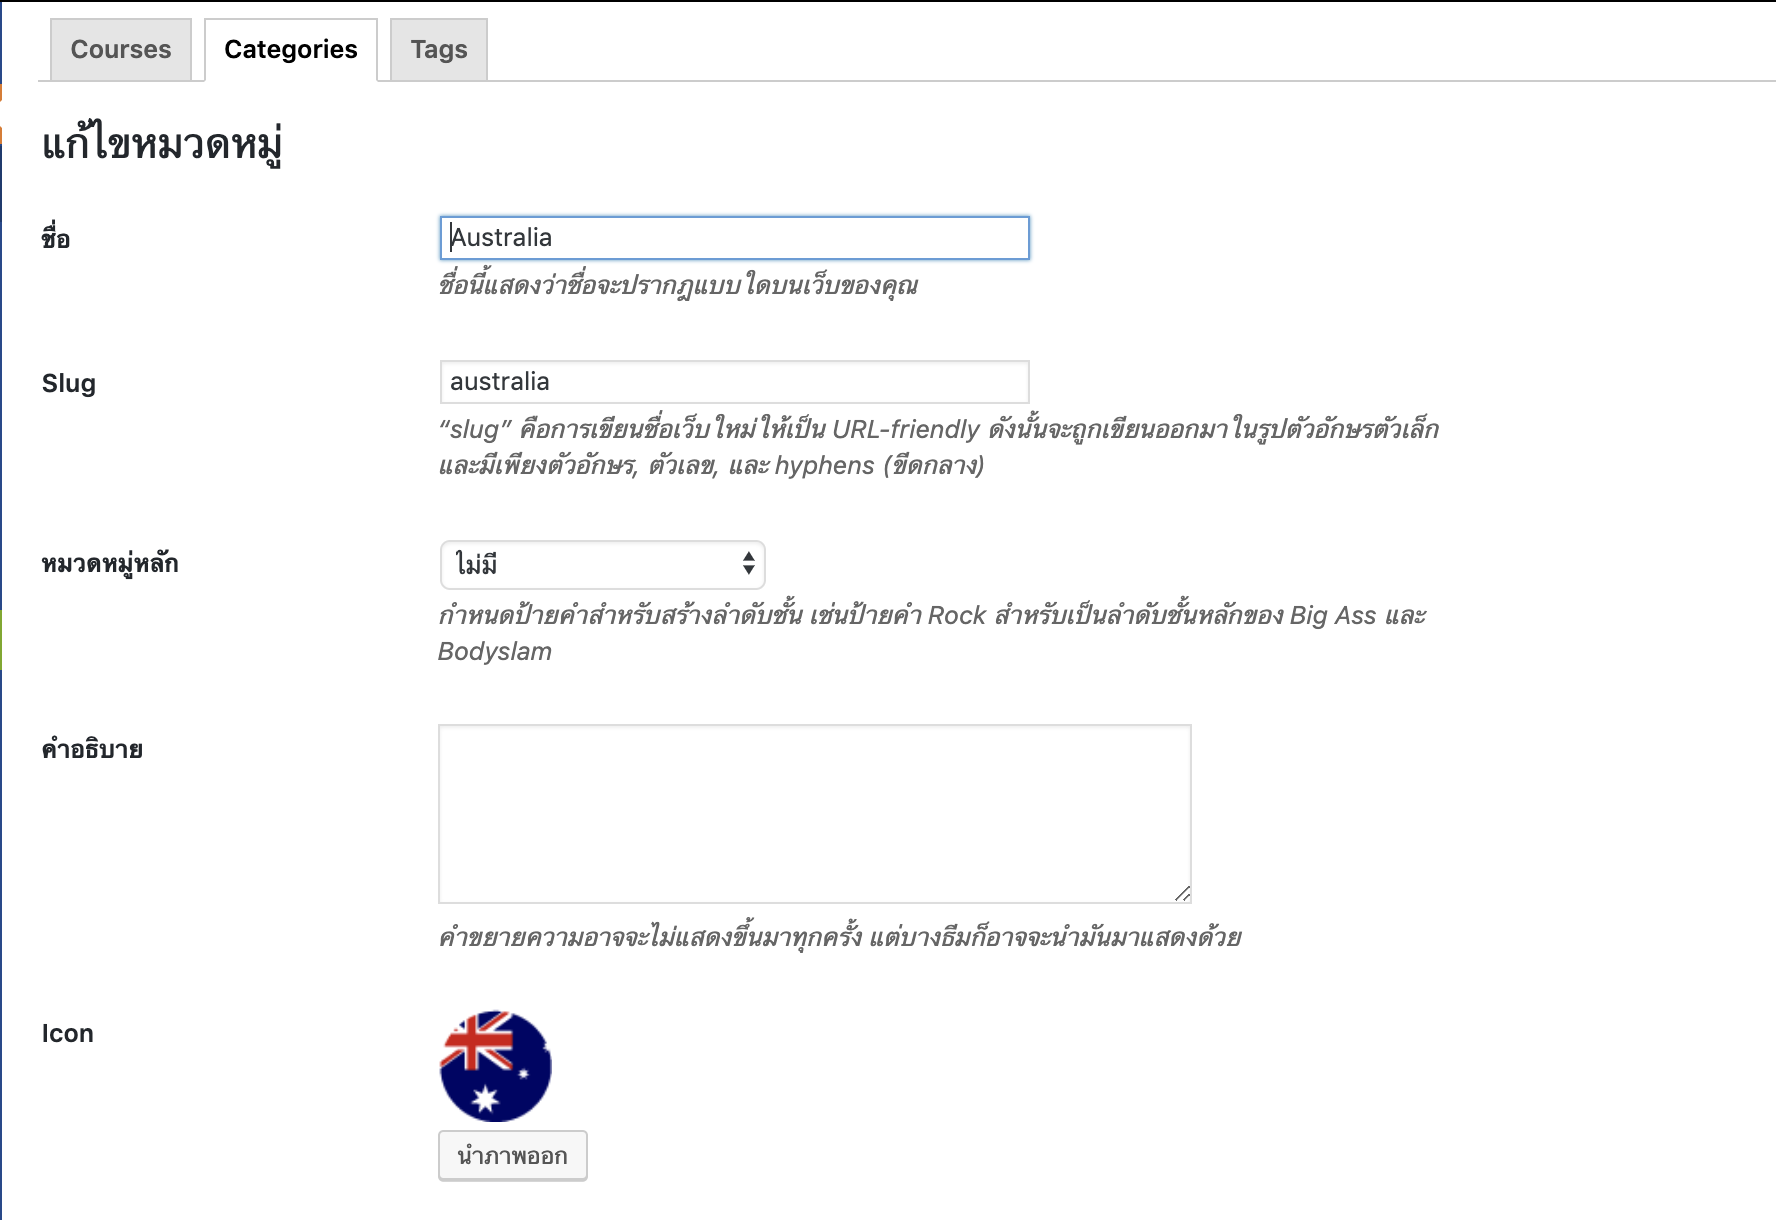 Courses
Categories
Tags
แก้ไขหมวดหมู่
ชื่อ
Australia
ชื่อนี้แสดงว่าชื่อจะปรากฎแบบใดบนเว็บของคุณ
Slug
australia
“slug” คือการเขียนชื่อเว็บใหม่ให้เป็น URL-friendly ดังนั้นจะถูกเขียนออกมาในรูปตัวอักษรตัวเล็ก
และมีเพียงตัวอักษร, ตัวเลข, และ hyphens (ขีดกลาง)
หมวดหมู่หลัก
ไม่มี
กำหนดป้ายคำสำหรับสร้างลำดับชั้น เช่นป้ายคำ Rock สำหรับเป็นลำดับชั้นหลักของ Big Ass และ
Bodyslam
คำอธิบาย
คำขยายความอาจจะไม่แสดงขึ้นมาทุกครั้ง แต่บางธีมก็อาจจะนำมันมาแสดงด้วย
Icon
นำภาพออก